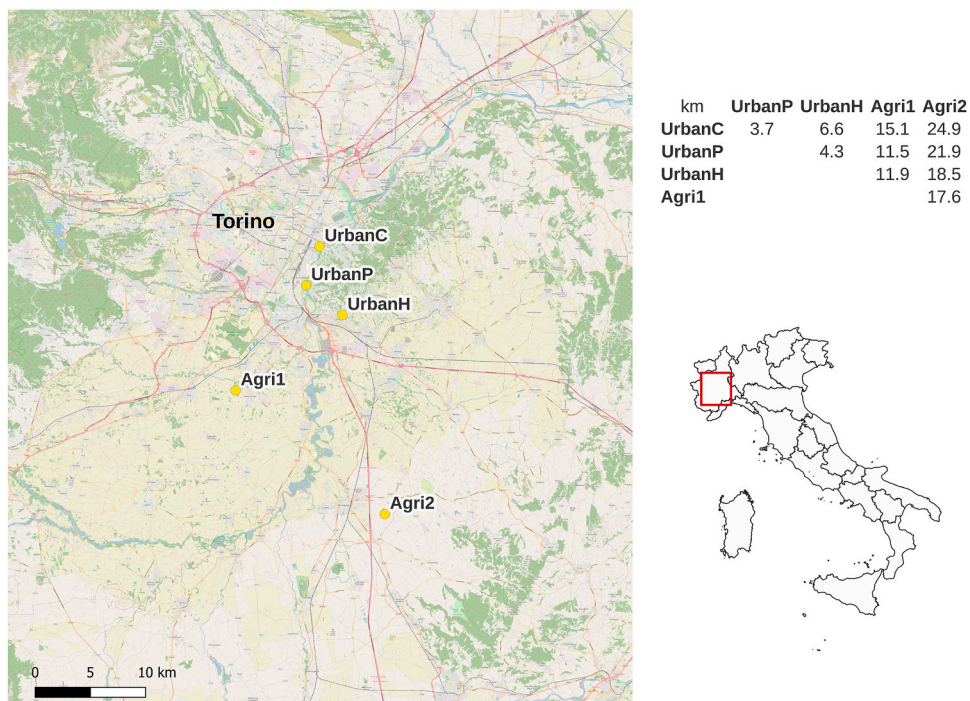 Torino
UrbanC
UrbanP
UrbanH
Agri1
Agri2
0 5 10 km
km UrbanP UrbanH Agri1 Agri2
UrbanC 3.7 6.6 15.1 24.9
UrbanP 4.3 11.5 21.9
UrbanH 11.9 18.5
Agri1 17.6